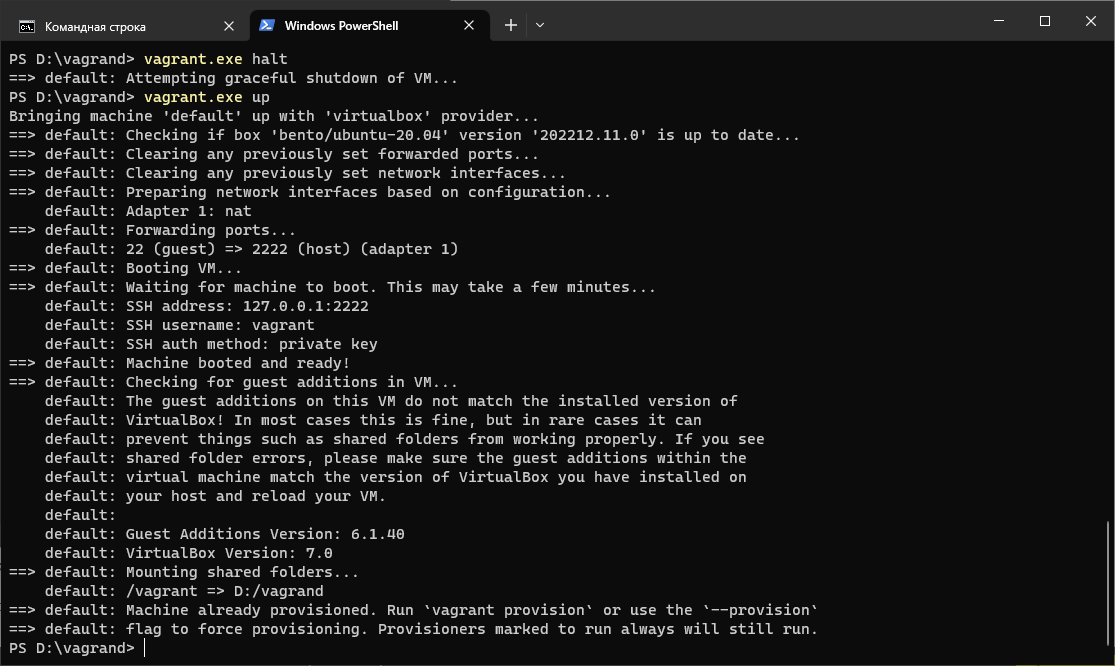 Командная строка
Windows PowerShell
PS D:\vagrand> vagrant.exe halt
==> default: Attempting graceful shutdown of VM...
PS D:\vagrand> vagrant.exe up
Bringing machine 'default' up with 'virtualbox' provider...
==> default: Checking if box 'bento/ubuntu-20.04' version '202212.11.0' is up to date...
==> default: Clearing any previously set forwarded ports...
==> default: Clearing any previously set network interfaces...
==> default: Preparing network interfaces based on configuration...
    default: Adapter 1: nat
==> default: Forwarding ports...
    default: 22 (guest) => 2222 (host) (adapter 1)
==> default: Booting VM...
==> default: Waiting for machine to boot. This may take a few minutes...
    default: SSH address: 127.0.0.1:2222
    default: SSH username: vagrant
    default: SSH auth method: private key
==> default: Machine booted and ready!
==> default: Checking for guest additions in VM...
    default: The guest additions on this VM do not match the installed version of
    default: VirtualBox! In most cases this is fine, but in rare cases it can
    default: prevent things such as shared folders from working properly. If you see
    default: shared folder errors, please make sure the guest additions within the
    default: virtual machine match the version of VirtualBox you have installed on
    default: your host and reload your VM.
    default:
    default: Guest Additions Version: 6.1.40
    default: VirtualBox Version: 7.0
==> default: Mounting shared folders...
    default: /vagrant => D:/vagrand
==> default: Machine already provisioned. Run `vagrant provision` or use the `--provision`
==> default: flag to force provisioning. Provisioners marked to run always will still run.
PS D:\vagrand>